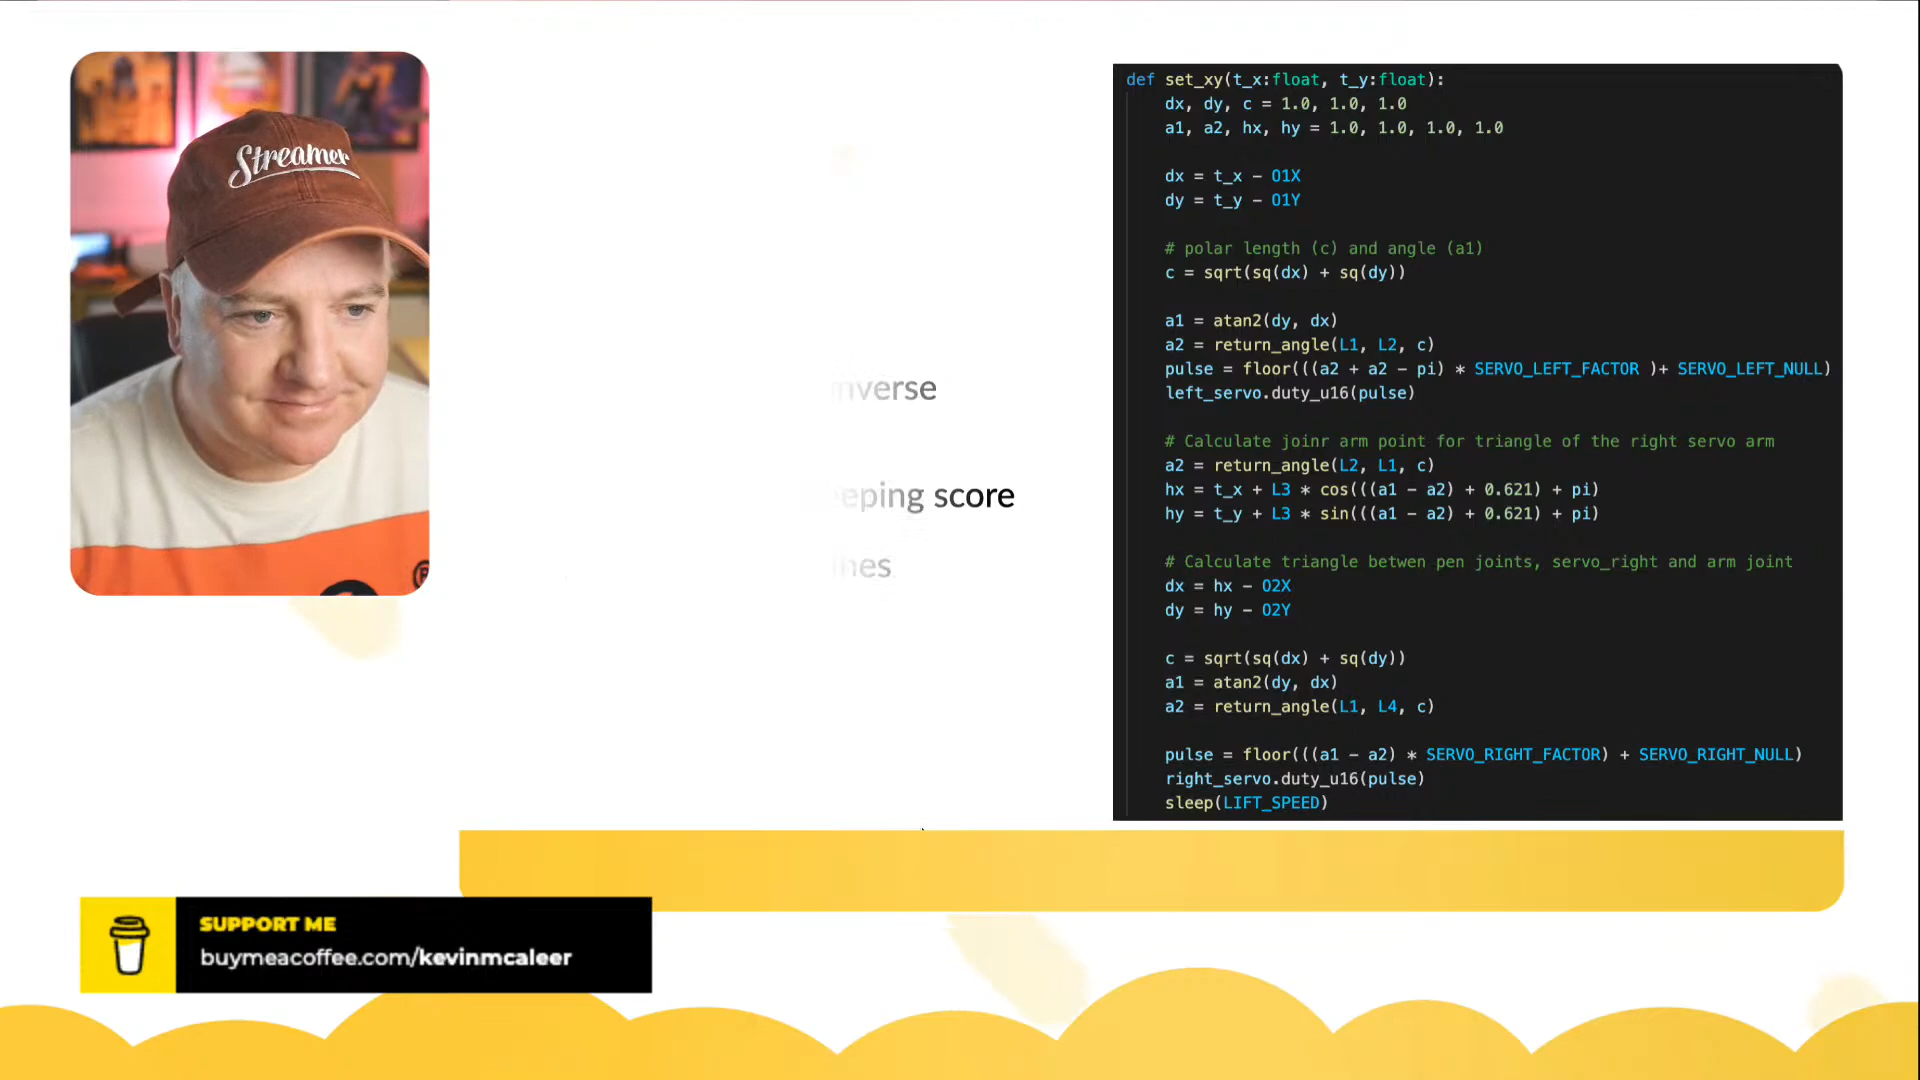 Streamer
score
def set_xy(t_x:float, t_y:float):
dx, dy, c = 1.0, 1.0, 1.0
a1, a2, hx, hy = 1.0, 1.0, 1.0, 1.0
dx = t_x - O1X
dy = t_y - O1Y
# polar length (c) and angle (a1)
c = sqrt(sq(dx) + sq(dy))
a1 = atan2(dy, dx)
a2 = return_angle(L1, L2, c)
pulse = floor(((a2 + a2 - pi) * SERVO_LEFT_FACTOR )+ SERVO_LEFT_NULL)
left_servo.duty_u16(pulse)
# Calculate joinr arm point for triangle of the right servo arm
a2 = return_angle(L2, L1, c)
hx = t_x + L3 * cos(((a1 - a2) + 0.621) + pi)
hy = t_y + L3 * sin(((a1 - a2) + 0.621) + pi)
# Calculate triangle betwen pen joints, servo_right and arm joint
dx = hx - O2X
dy = hy - O2Y
c = sqrt(sq(dx) + sq(dy))
a1 = atan2(dy, dx)
a2 = return_angle(L1, L4, c)
pulse = floor(((a1 - a2) * SERVO_RIGHT_FACTOR) + SERVO_RIGHT_NULL)
right_servo.duty_u16(pulse)
sleep(LIFT_SPEED)
SUPPORT ME
buymeacoffee.com/kevinmcaleer